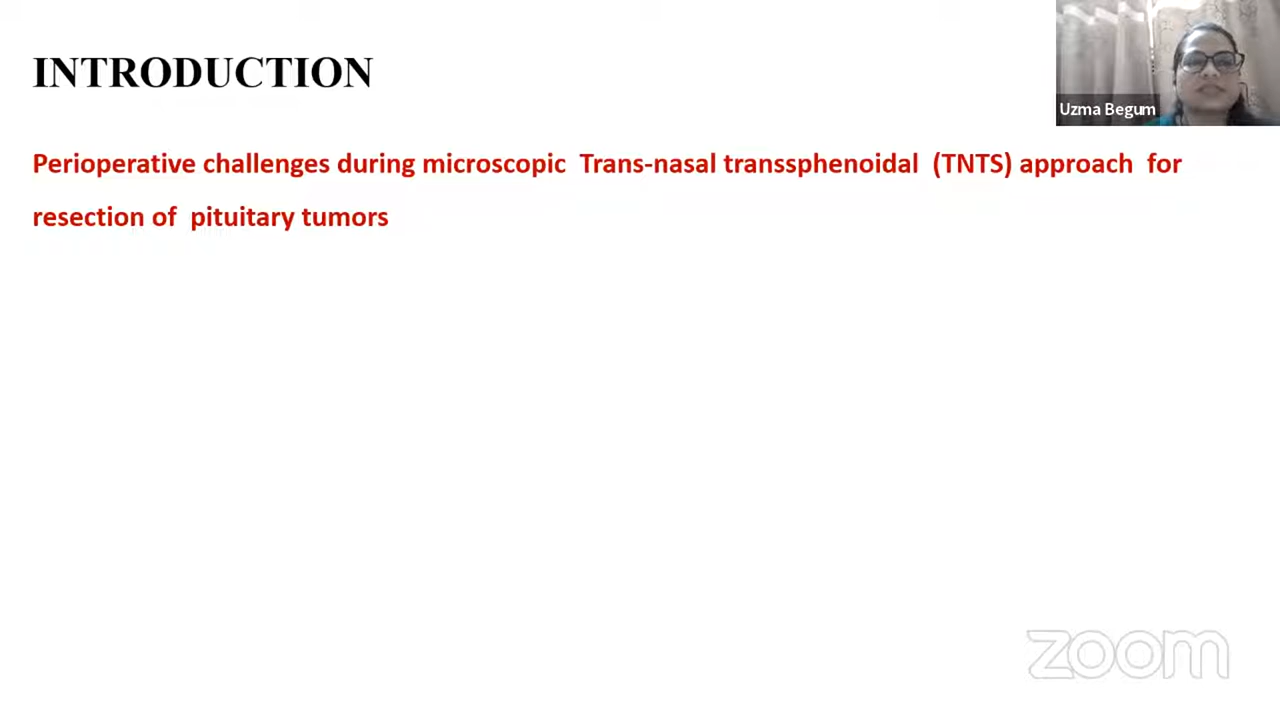 INTRODUCTION
Uzma Begum
Perioperative challenges during microscopic Trans-nasal transsphenoidal (TNTS) approach for
resection of pituitary tumors
zoom